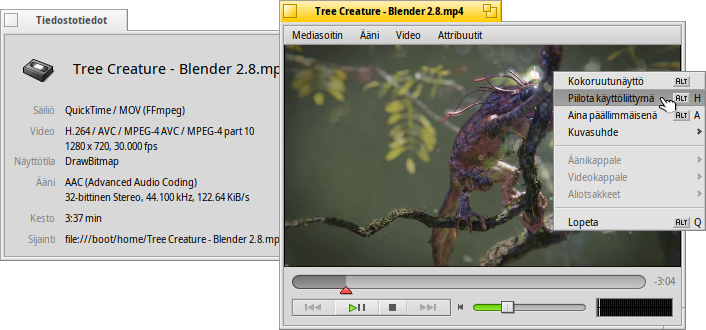 Tiedostotiedot
Tree Creature - Blender 2.8.mp
Säiliö QuickTime / MOV (FFmpeg)
Video H.264 / AVC / MPEG-4 AVC / MPEG-4 part 10
1280 x 720, 30.000 fps
Näyttötila DrawBitmap
Ääni AAC (Advanced Audio Coding)
32-bittinen Stereo, 44.100 kHz, 122.64 KiB/s
Kesto 3:37 min
Sijainti file:///boot/home/Tree Creature - Blender 2.8.mp
Tree Creature - Blender 2.8.mp4
Mediasoitin Ääni Video Attribuutit
Kokoruutunäyttö ALT
Piilota käyttöliittymä ALT H
Aina päällimmäisenä ALT A
Kuvasuhde
Äänikappale
Videokappale
Aliotsakkeet
Lopeta ALT Q
-3:04